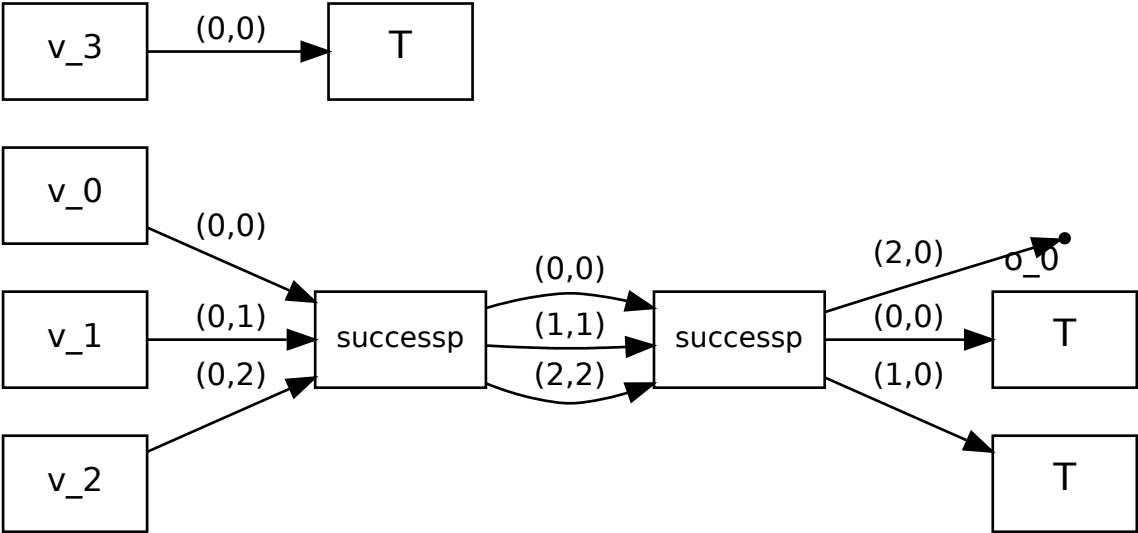 v_3
(0,0)
T
v_0
(0,0)
v_1
(0,1)
v_2
(0,2)
successp
(0,0)
(1,1)
(2,2)
successp
(2,0)
o_0
(0,0)
T
(1,0)
T